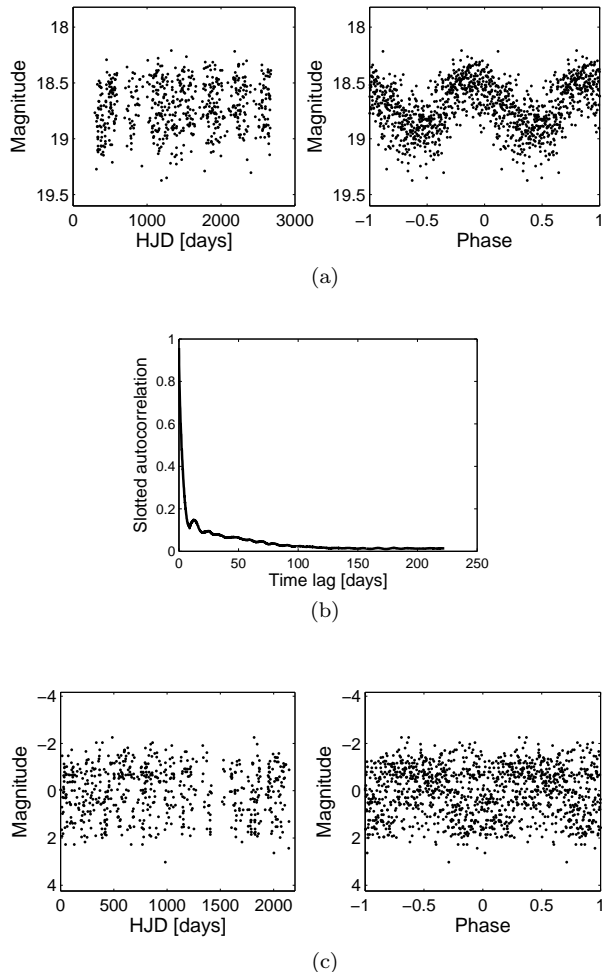 18
18.5
19
19.5
Magnitude
0 1000 2000 3000
HJD [days]
18
18.5
19
19.5
Magnitude
−1 −0.5 0 0.5 1
Phase
(a)
1
0.8
0.6
0.4
0.2
0
Slotted autocorrelation
0 50 100 150 200 250
Time lag [days]
(b)
−4
−2
0
2
4
Magnitude
0 500 1000 1500 2000
HJD [days]
−4
−2
0
2
4
Magnitude
−1 −0.5 0 0.5 1
Phase
(c)